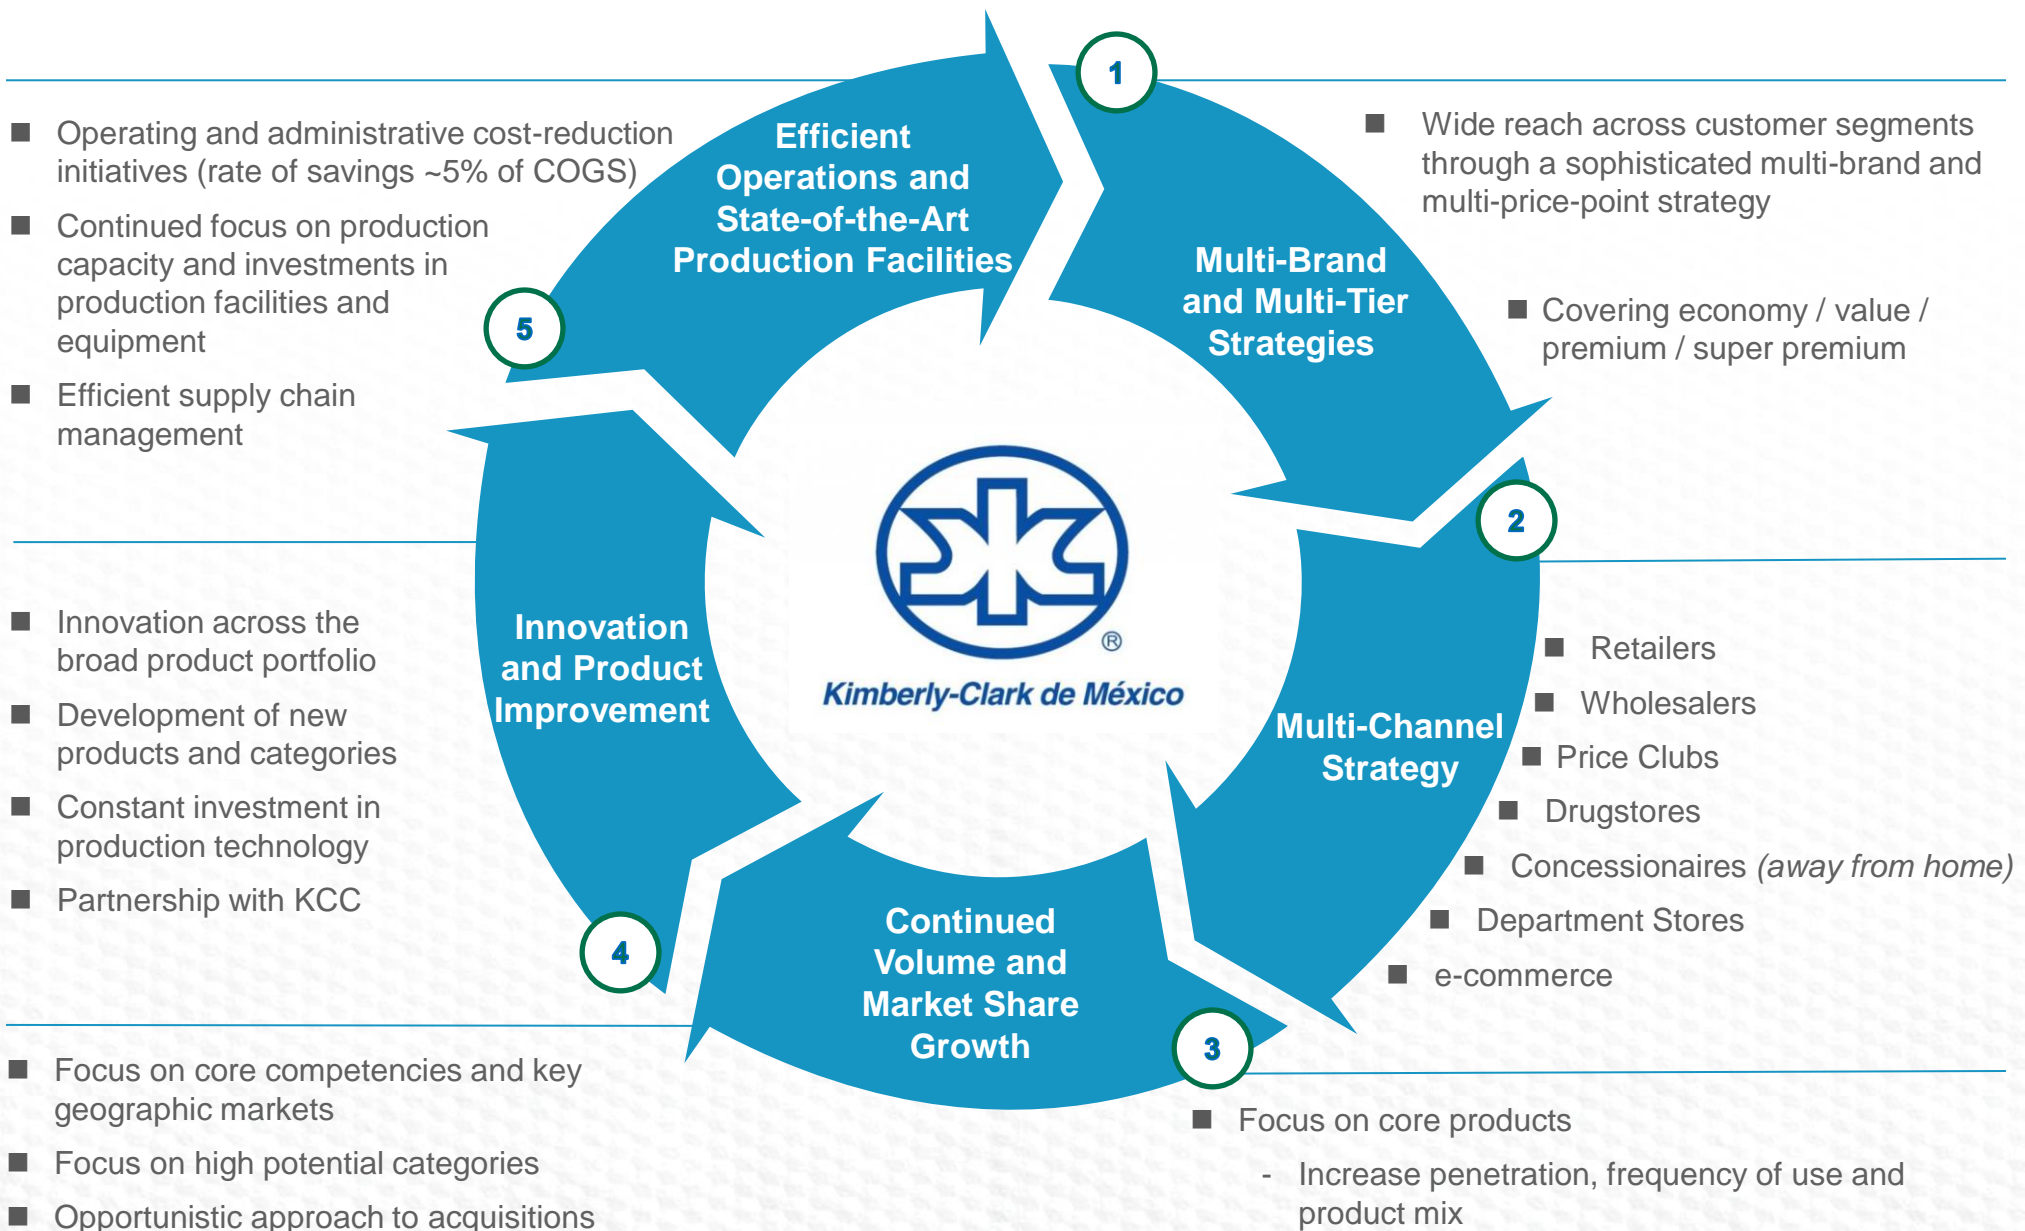 1
Efficient
Operations and
State-of-the-Art
Production Facilities
■ Operating and administrative cost-reduction
initiatives (rate of savings ~5% of COGS)
■ Continued focus on production
capacity and investments in
production facilities and
equipment
■ Efficient supply chain
management
5
Multi-Brand
and Multi-Tier
Strategies
■ Wide reach across customer segments
through a sophisticated multi-brand and
multi-price-point strategy
■ Covering economy / value /
premium / super premium
2
®
Kimberly-Clark de México
Innovation
and Product
Improvement
■ Innovation across the
broad product portfolio
■ Development of new
products and categories
■ Constant investment in
production technology
■ Partnership with KCC
4
Multi-Channel
Strategy
■ Retailers
■ Wholesalers
■ Price Clubs
■ Drugstores
■ Concessionaires (away from home)
■ Department Stores
■ e-commerce
Continued
Volume and
Market Share
Growth
3
■ Focus on core competencies and key
geographic markets
■ Focus on high potential categories
■ Opportunistic approach to acquisitions
■ Focus on core products
- Increase penetration, frequency of use and
product mix